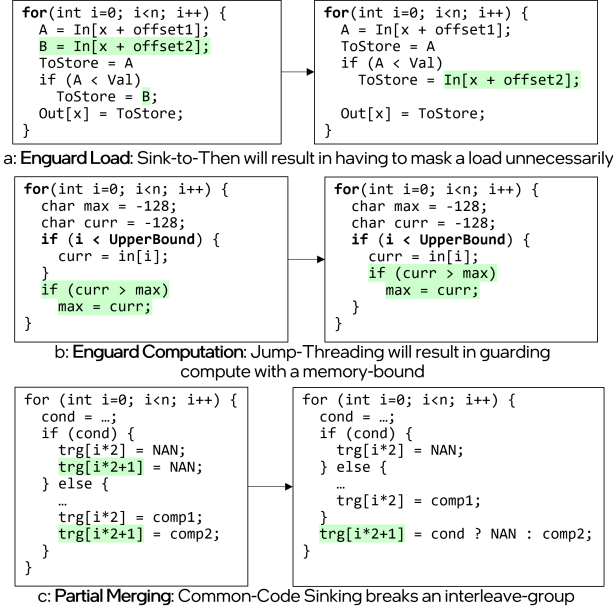 for(int i=0; i<n; i++) {
  A = In[x + offset1];
  B = In[x + offset2];
  ToStore = A
  if (A < Val)
    ToStore = B;
  Out[x] = ToStore;
}
for(int i=0; i<n; i++) {
  A = In[x + offset1];
  ToStore = A
  if (A < Val)
    ToStore = In[x + offset2];
  Out[x] = ToStore;
}
a: Enguard Load: Sink-to-Then will result in having to mask a load unnecessarily
for(int i=0; i<n; i++) {
  char max = -128;
  char curr = -128;
  if (i < UpperBound) {
    curr = in[i];
  }
  if (curr > max)
    max = curr;
}
for(int i=0; i<n; i++) {
  char max = -128;
  char curr = -128;
  if (i < UpperBound) {
    curr = in[i];
    if (curr > max)
      max = curr;
  }
}
b: Enguard Computation: Jump-Threading will result in guarding
compute with a memory-bound
for (int i=0; i<n; i++) {
  cond = …;
  if (cond) {
    trg[i*2] = NAN;
    trg[i*2+1] = NAN;
  } else {
    …
    trg[i*2] = comp1;
    trg[i*2+1] = comp2;
  }
}
for (int i=0; i<n; i++) {
  cond = …;
  if (cond) {
    trg[i*2] = NAN;
  } else {
    …
    trg[i*2] = comp1;
  }
  trg[i*2+1] = cond ? NAN : comp2;
}
c: Partial Merging: Common-Code Sinking breaks an interleave-group